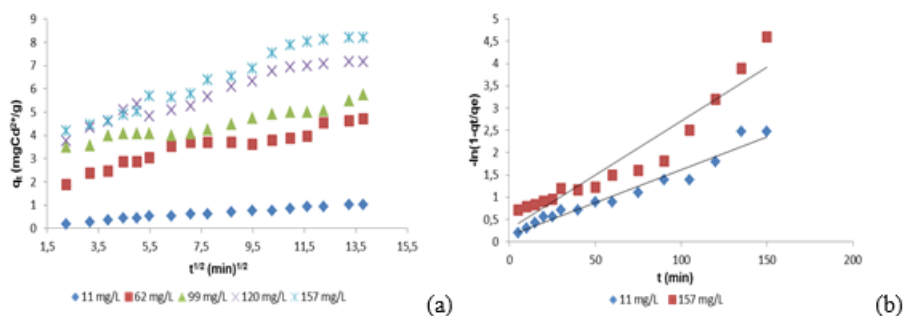 qt (mgCd²⁺/g)
9
8
7
6
5
4
3
2
1
0
1,5 3,5 5,5 7,5 9,5 11,5 13,5 15,5
t¹/² (min)¹/²
11 mg/L 62 mg/L 99 mg/L 120 mg/L 157 mg/L
(a)
-ln(1-qt/qe)
5
4,5
4
3,5
3
2,5
2
1,5
1
0,5
0
0 50 100 150 200
t (min)
11 mg/L 157 mg/L
(b)